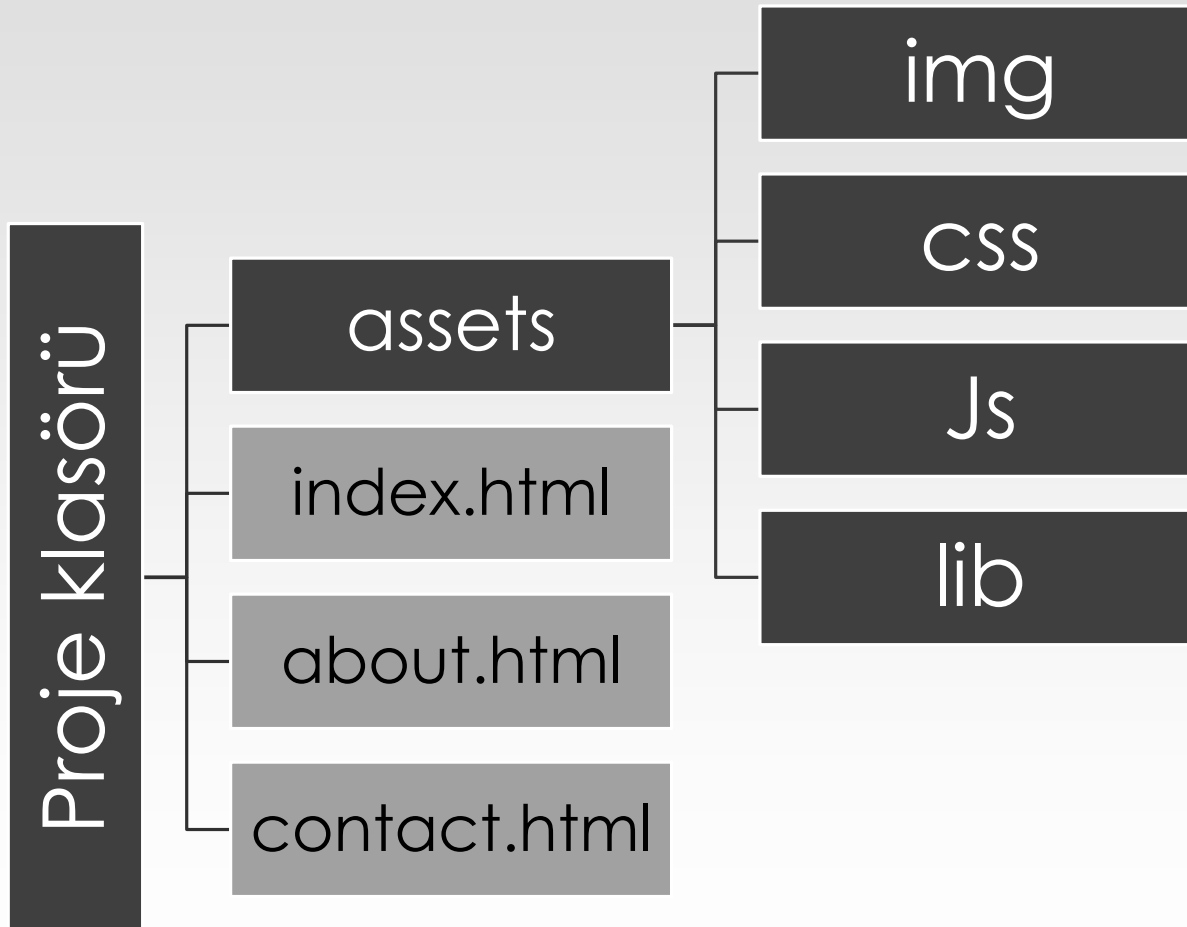 Proje klasörü
assets
index.html
about.html
contact.html
img
css
Js
lib